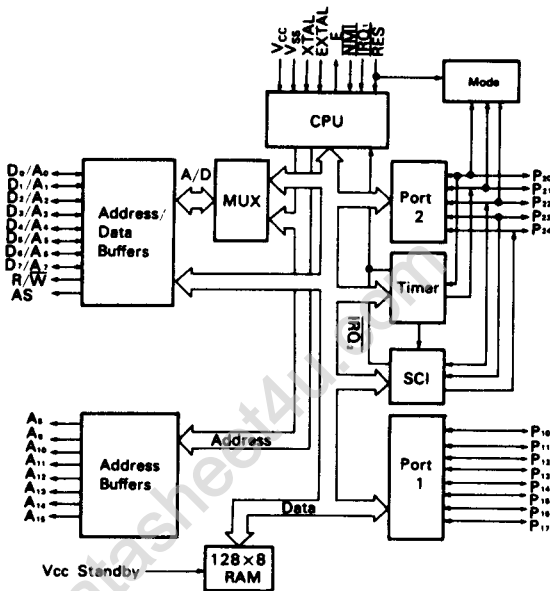 VCC
VSS
XTAL
EXTAL
E
NMI
IRQ₁
RES
Mode
CPU
D₀/A₀
D₁/A₁
D₂/A₂
D₃/A₃
D₄/A₄
D₅/A₅
D₆/A₆
D₇/A₇
R/W̅
AS
Address/
Data
Buffers
A/D
MUX
Port
2
P₂₀
P₂₁
P₂₂
P₂₃
P₂₄
Timer
IRQ₂
SCI
A₈
A₉
A₁₀
A₁₁
A₁₂
A₁₃
A₁₄
A₁₅
Address
Buffers
Address
Data
Port
1
P₁₀
P₁₁
P₁₂
P₁₃
P₁₄
P₁₅
P₁₆
P₁₇
128×8
RAM
Vcc Standby
datasheet4u.com